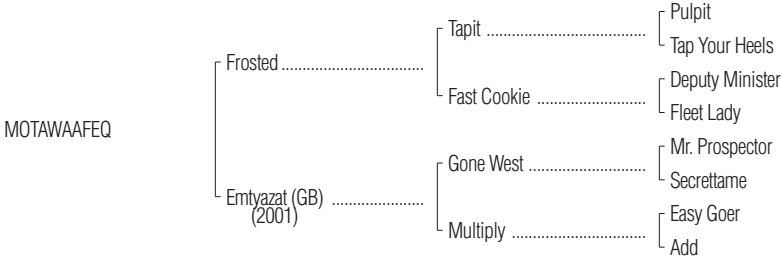 Pulpit
Tapit ................................
Tap Your Heels
Frosted ..................................
Deputy Minister
Fast Cookie ..........................
Fleet Lady
MOTAWAAFEQ
Mr. Prospector
Gone West ............................
Secrettame
Emtyazat (GB) ......................
(2001)
Easy Goer
Multiply ................................
Add